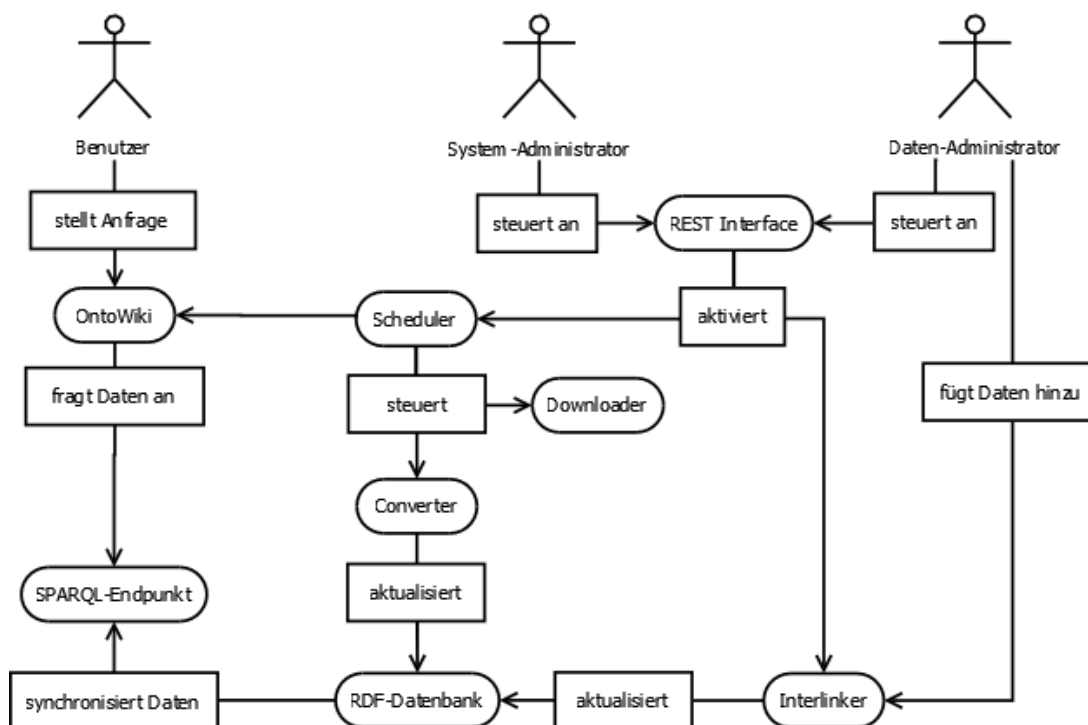 Benutzer
System -Administrator
Daten-Administrator
stellt Anfrage
steuert an
REST Interface
steuert an
OntoWiki
Scheduler
aktiviert
fragt Daten an
steuert
Downloader
fügt Daten hinzu
Converter
SPARQL-Endpunkt
aktualisiert
synchronisiert Daten
RDF-Datenbank
aktualisiert
Interlinker